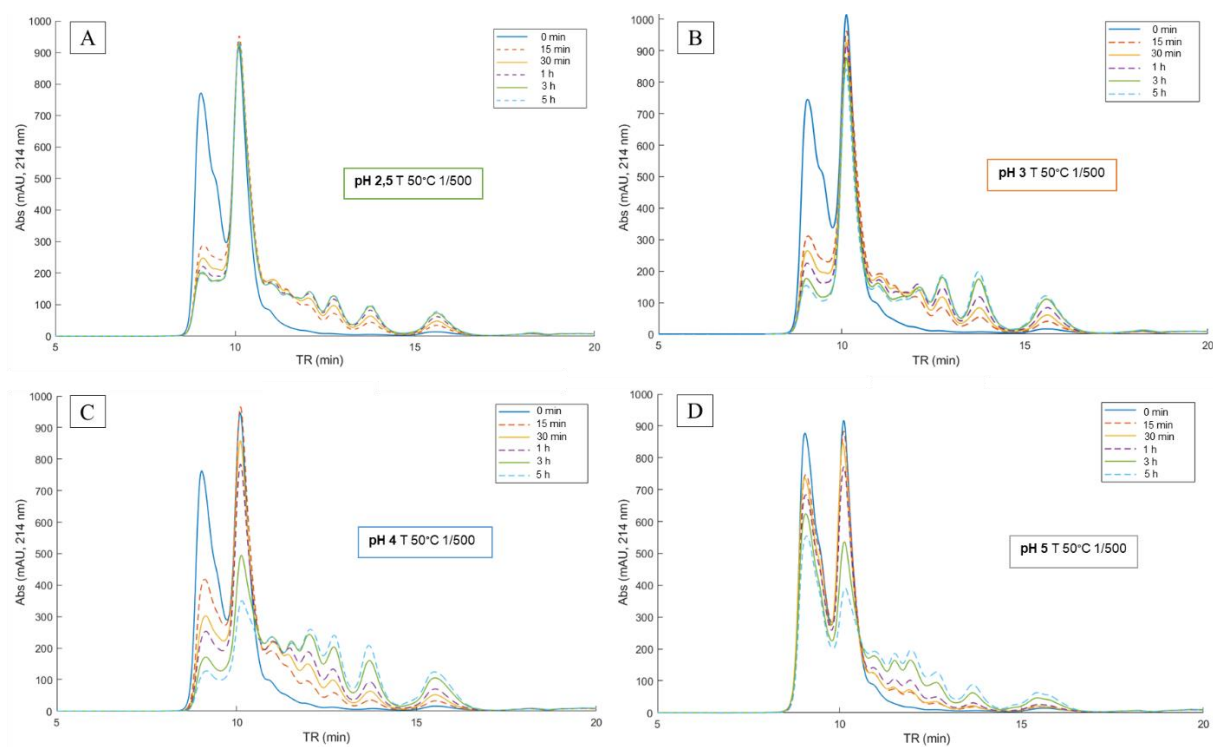 A
1000
900
800
700
600
500
400
300
200
100
0
Abs (mAU, 214 nm)
5
10
15
20
TR (min)
0 min
15 min
30 min
1 h
3 h
5 h
pH 2,5 T 50°C 1/500
B
1000
900
800
700
600
500
400
300
200
100
0
Abs (mAU, 214 nm)
5
10
15
20
TR (min)
0 min
15 min
30 min
1 h
3 h
5 h
pH 3 T 50°C 1/500
C
1000
900
800
700
600
500
400
300
200
100
0
Abs (mAU, 214 nm)
5
10
15
20
TR (min)
0 min
15 min
30 min
1 h
3 h
5 h
pH 4 T 50°C 1/500
D
1000
900
800
700
600
500
400
300
200
100
0
Abs (mAU, 214 nm)
5
10
15
20
TR (min)
0 min
15 min
30 min
1 h
3 h
5 h
pH 5 T 50°C 1/500